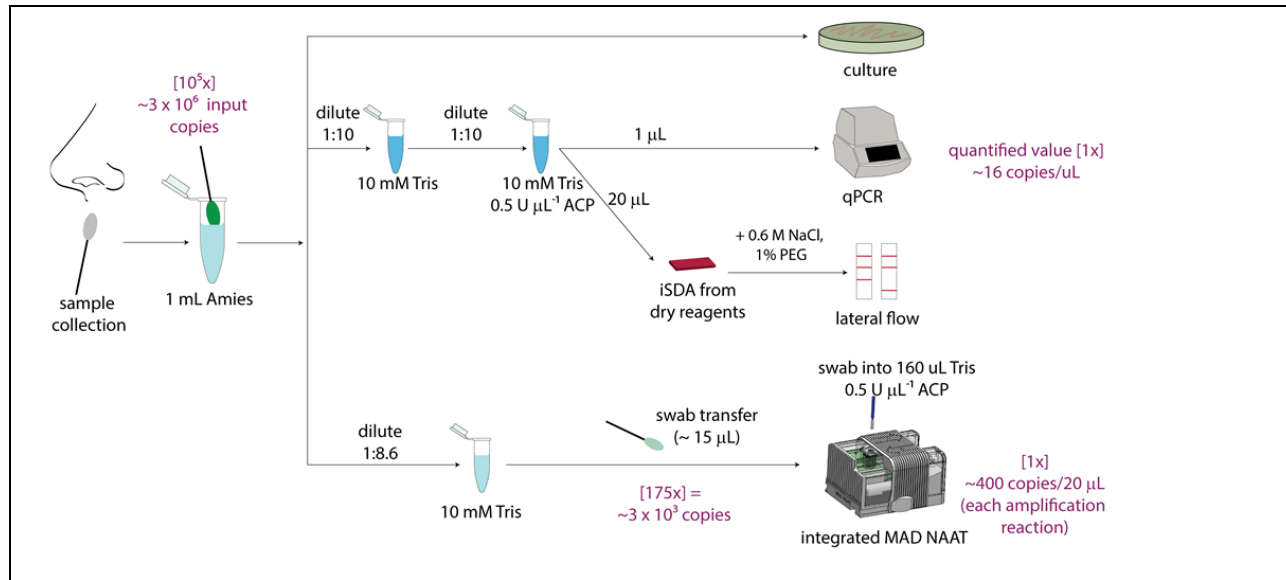 sample
collection
[10⁵x]
~3 x 10⁶ input
copies
1 mL Amies
culture
dilute
1:10
10 mM Tris
dilute
1:10
10 mM Tris
0.5 U µL⁻¹ ACP
1 µL
qPCR
quantified value [1x]
~16 copies/uL
20 µL
iSDA from
dry reagents
+ 0.6 M NaCl,
1% PEG
lateral flow
dilute
1:8.6
10 mM Tris
swab transfer
(~ 15 µL)
[175x] =
~3 x 10³ copies
swab into 160 uL Tris
0.5 U µL⁻¹ ACP
integrated MAD NAAT
[1x]
~400 copies/20 µL
(each amplification
reaction)